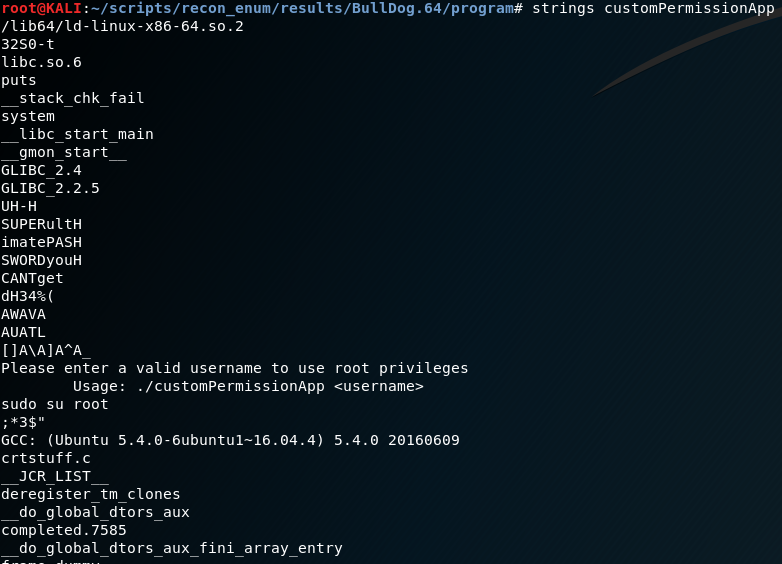 root@KALI:~/scripts/recon_enum/results/BullDog.64/program# strings customPermissionApp
/lib64/ld-linux-x86-64.so.2
32S0-t
libc.so.6
puts
__stack_chk_fail
system
__libc_start_main
__gmon_start__
GLIBC_2.4
GLIBC_2.2.5
UH-H
SUPERultH
imatePASH
SWORDyouH
CANTget
dH34%(
AWAVA
AUATL
[]A\A]A^A_
Please enter a valid username to use root privileges
        Usage: ./customPermissionApp <username>
sudo su root
;*3$"
GCC: (Ubuntu 5.4.0-6ubuntu1~16.04.4) 5.4.0 20160609
crtstuff.c
__JCR_LIST__
deregister_tm_clones
__do_global_dtors_aux
completed.7585
__do_global_dtors_aux_fini_array_entry